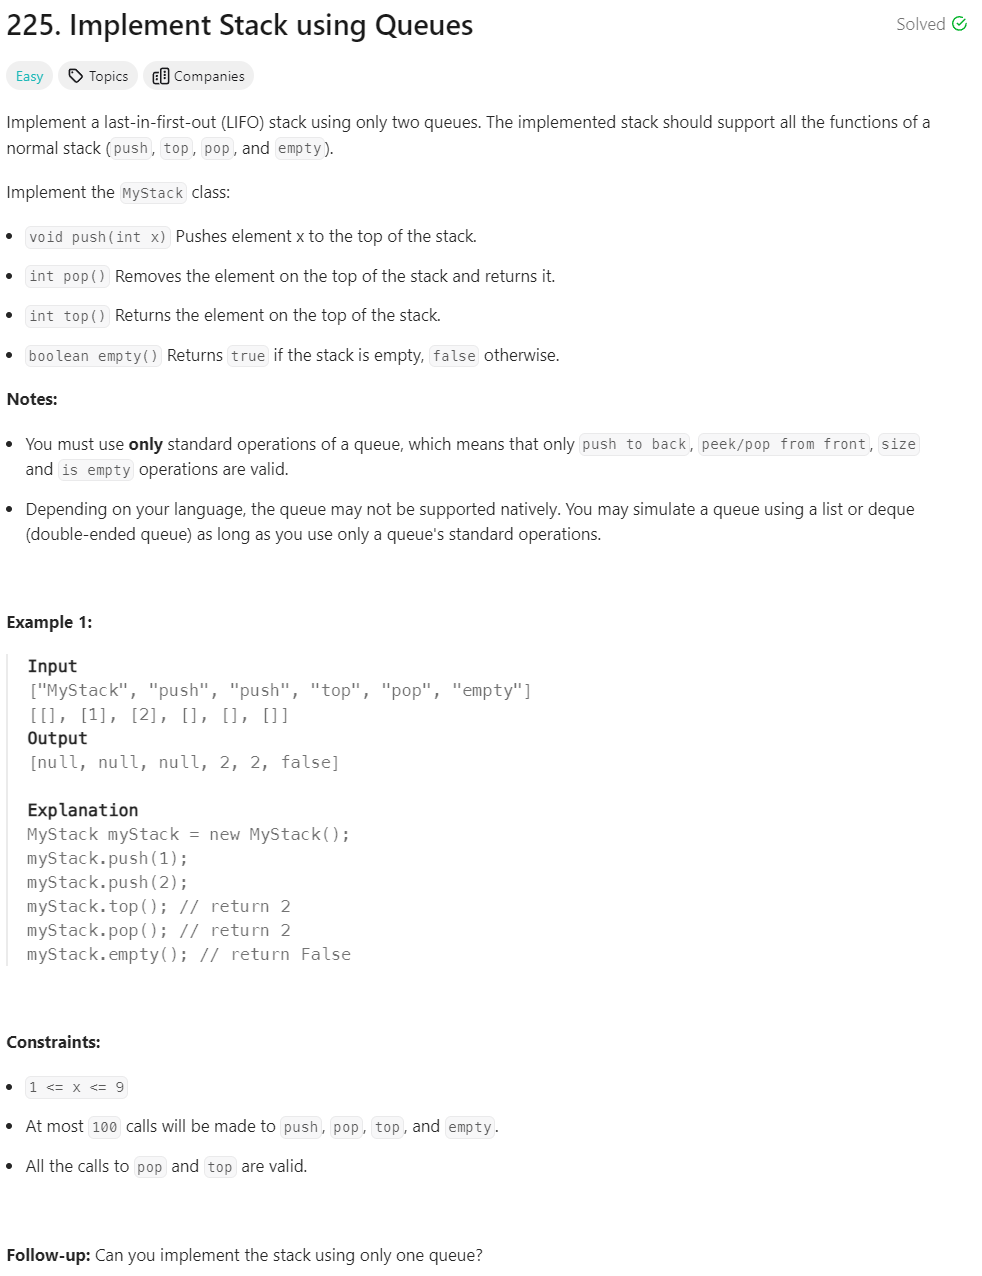 225. Implement Stack using Queues
Solved
Easy Topics Companies
Implement a last-in-first-out (LIFO) stack using only two queues. The implemented stack should support all the functions of a
normal stack (push, top, pop, and empty).
Implement the MyStack class:
• void push(int x) Pushes element x to the top of the stack.
• int pop() Removes the element on the top of the stack and returns it.
• int top() Returns the element on the top of the stack.
• boolean empty() Returns true if the stack is empty, false otherwise.
Notes:
• You must use only standard operations of a queue, which means that only push to back, peek/pop from front, size
and is empty operations are valid.
• Depending on your language, the queue may not be supported natively. You may simulate a queue using a list or deque
(double-ended queue) as long as you use only a queue's standard operations.
Example 1:
Input
["MyStack", "push", "push", "top", "pop", "empty"]
[[], [1], [2], [], [], []]
Output
[null, null, null, 2, 2, false]
Explanation
MyStack myStack = new MyStack();
myStack.push(1);
myStack.push(2);
myStack.top(); // return 2
myStack.pop(); // return 2
myStack.empty(); // return False
Constraints:
• 1 <= x <= 9
• At most 100 calls will be made to push, pop, top, and empty.
• All the calls to pop and top are valid.
Follow-up: Can you implement the stack using only one queue?